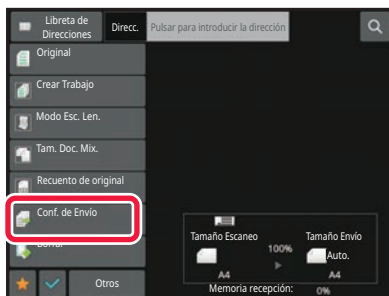 Libreta de
Direcciones
Direcc.
Pulsar para introducir la dirección
Original
Crear Trabajo
Modo Esc. Len.
Tam. Doc. Mix.
Recuento de original
Conf. de Envío
Otros
Tamaño Escaneo
Tamaño Envío
100%
Auto.
A4
A4
Memoria recepción:
0%